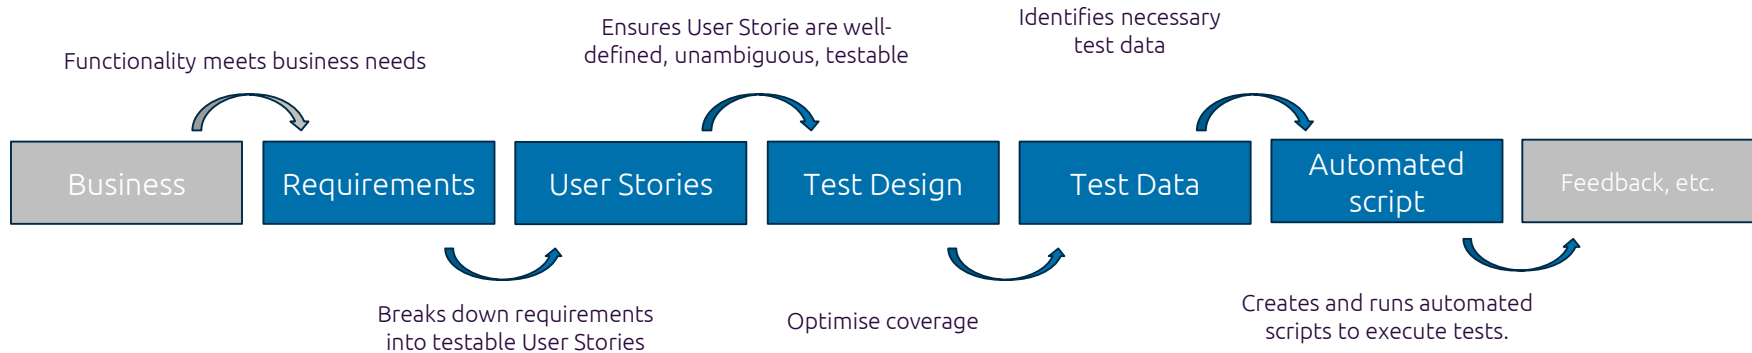 Functionality meets business needs
Ensures User Storie are well-
defined, unambiguous, testable
Identifies necessary
test data
Business
Requirements
User Stories
Test Design
Test Data
Automated
script
Feedback, etc.
Breaks down requirements
into testable User Stories
Optimise coverage
Creates and runs automated
scripts to execute tests.